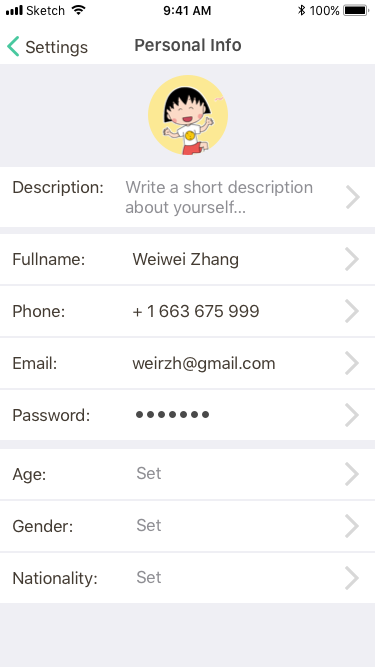 Sketch 9:41 AM 100%
Settings Personal Info
Description: Write a short description
about yourself...
Fullname: Weiwei Zhang
Phone: + 1 663 675 999
Email: weirzh@gmail.com
Password: •••••••
Age: Set
Gender: Set
Nationality: Set